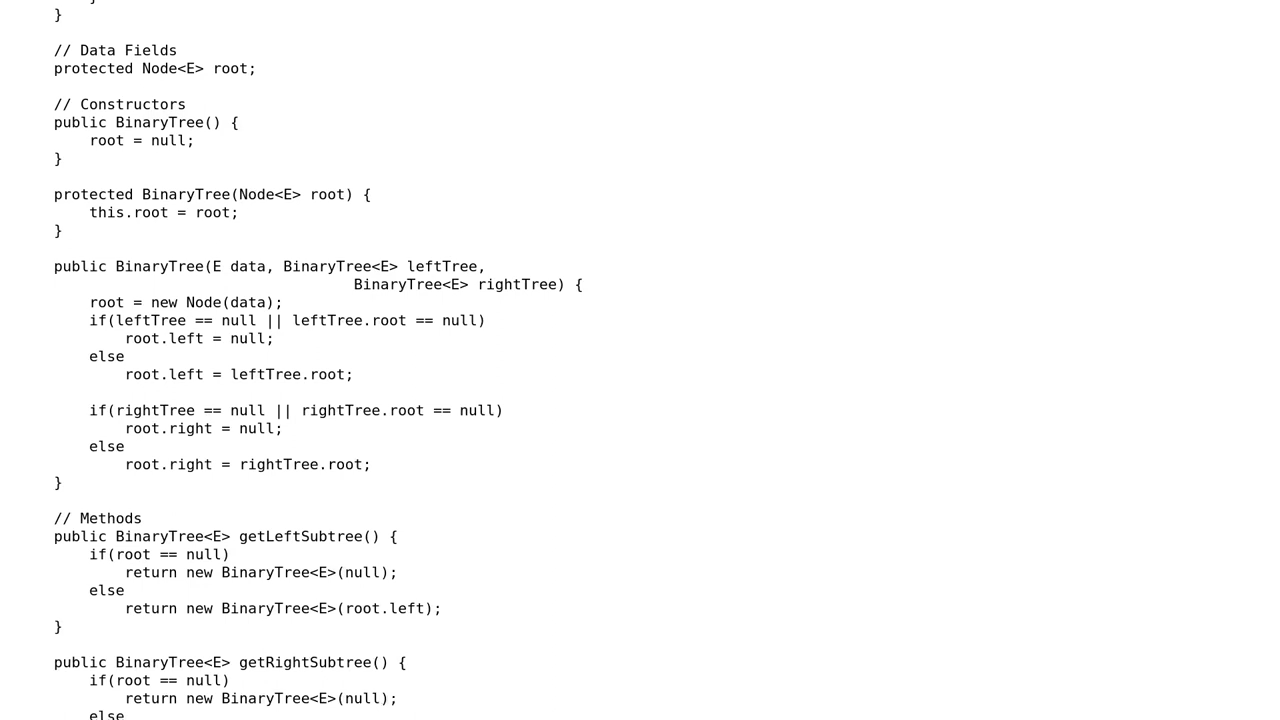 }
}

// Data Fields
protected Node<E> root;

// Constructors
public BinaryTree() {
    root = null;
}

protected BinaryTree(Node<E> root) {
    this.root = root;
}

public BinaryTree(E data, BinaryTree<E> leftTree,
                                  BinaryTree<E> rightTree) {
    root = new Node(data);
    if(leftTree == null || leftTree.root == null)
        root.left = null;
    else
        root.left = leftTree.root;

    if(rightTree == null || rightTree.root == null)
        root.right = null;
    else
        root.right = rightTree.root;
}

// Methods
public BinaryTree<E> getLeftSubtree() {
    if(root == null)
        return new BinaryTree<E>(null);
    else
        return new BinaryTree<E>(root.left);
}

public BinaryTree<E> getRightSubtree() {
    if(root == null)
        return new BinaryTree<E>(null);
    else